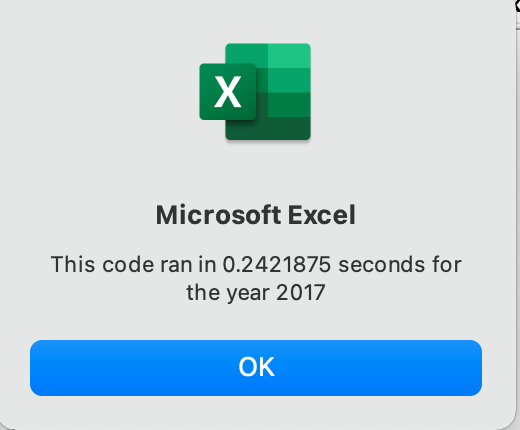 X
Microsoft Excel
This code ran in 0.2421875 seconds for
the year 2017
OK